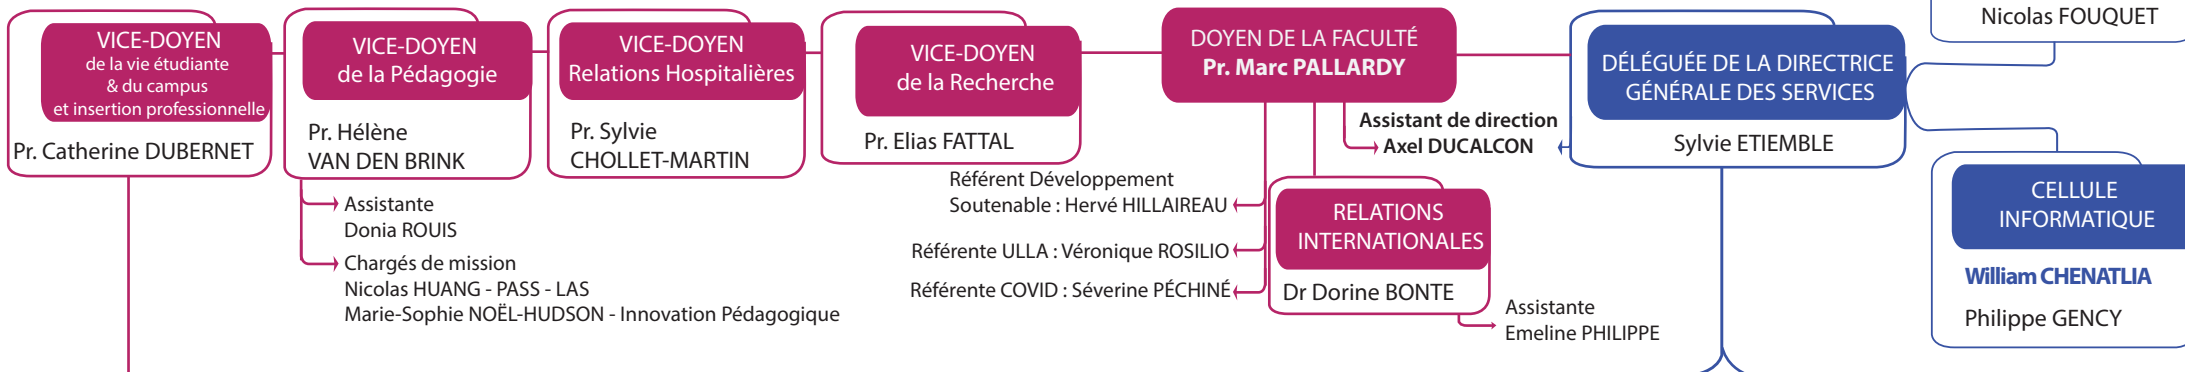 VICE-DOYEN
de la vie étudiante
& du campus
et insertion professionnelle
Pr. Catherine DUBERNET
VICE-DOYEN
de la Pédagogie
Pr. Hélène
VAN DEN BRINK
Assistante
Donia ROUIS
Chargés de mission
Nicolas HUANG - PASS - LAS
Marie-Sophie NOËL-HUDSON - Innovation Pédagogique
VICE-DOYEN
Relations Hospitalières
Pr. Sylvie
CHOLLET-MARTIN
VICE-DOYEN
de la Recherche
Pr. Elias FATTAL
DOYEN DE LA FACULTÉ
Pr. Marc PALLARDY
Assistant de direction
Axel DUCALCON
Référent Développement
Soutenable : Hervé HILLAIREAU
Référente ULLA : Véronique ROSILIO
Référente COVID : Séverine PÉCHINÉ
RELATIONS
INTERNATIONALES
Dr Dorine BONTE
Assistante
Emeline PHILIPPE
DÉLÉGUÉE DE LA DIRECTRICE
GÉNÉRALE DES SERVICES
Sylvie ETIEMBLE
Nicolas FOUQUET
CELLULE
INFORMATIQUE
William CHENATLIA
Philippe GENCY